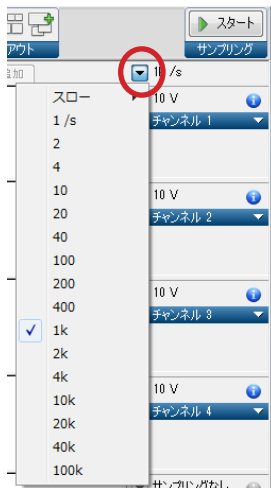 スタート
アウト
サンプリング
追加
1k /s
スロー
1 /s
2
4
10
20
40
100
200
400
1k
2k
4k
10k
20k
40k
100k
10 V
チャンネル 1
10 V
チャンネル 2
10 V
チャンネル 3
10 V
チャンネル 4
サンプリングなし